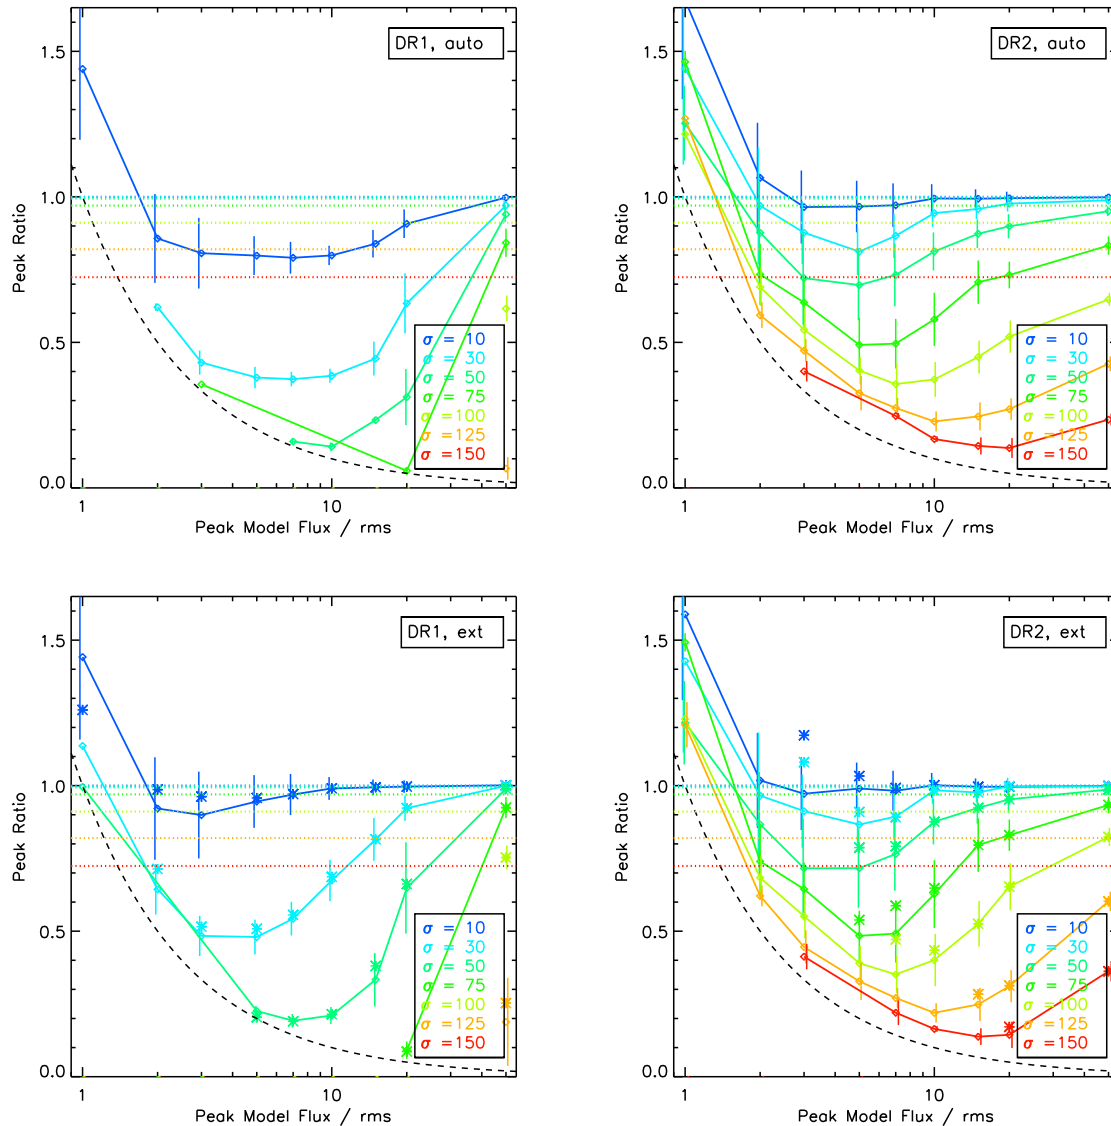 DR1, auto
Peak Ratio
1.5
1.0
0.5
0.0
σ = 10
σ = 30
σ = 50
σ = 75
σ =100
σ =125
σ =150
1
10
Peak Model Flux / rms
DR2, auto
Peak Ratio
1.5
1.0
0.5
0.0
σ = 10
σ = 30
σ = 50
σ = 75
σ =100
σ =125
σ =150
1
10
Peak Model Flux / rms
DR1, ext
Peak Ratio
1.5
1.0
0.5
0.0
σ = 10
σ = 30
σ = 50
σ = 75
σ =100
σ =125
σ =150
1
10
Peak Model Flux / rms
DR2, ext
Peak Ratio
1.5
1.0
0.5
0.0
σ = 10
σ = 30
σ = 50
σ = 75
σ =100
σ =125
σ =150
1
10
Peak Model Flux / rms